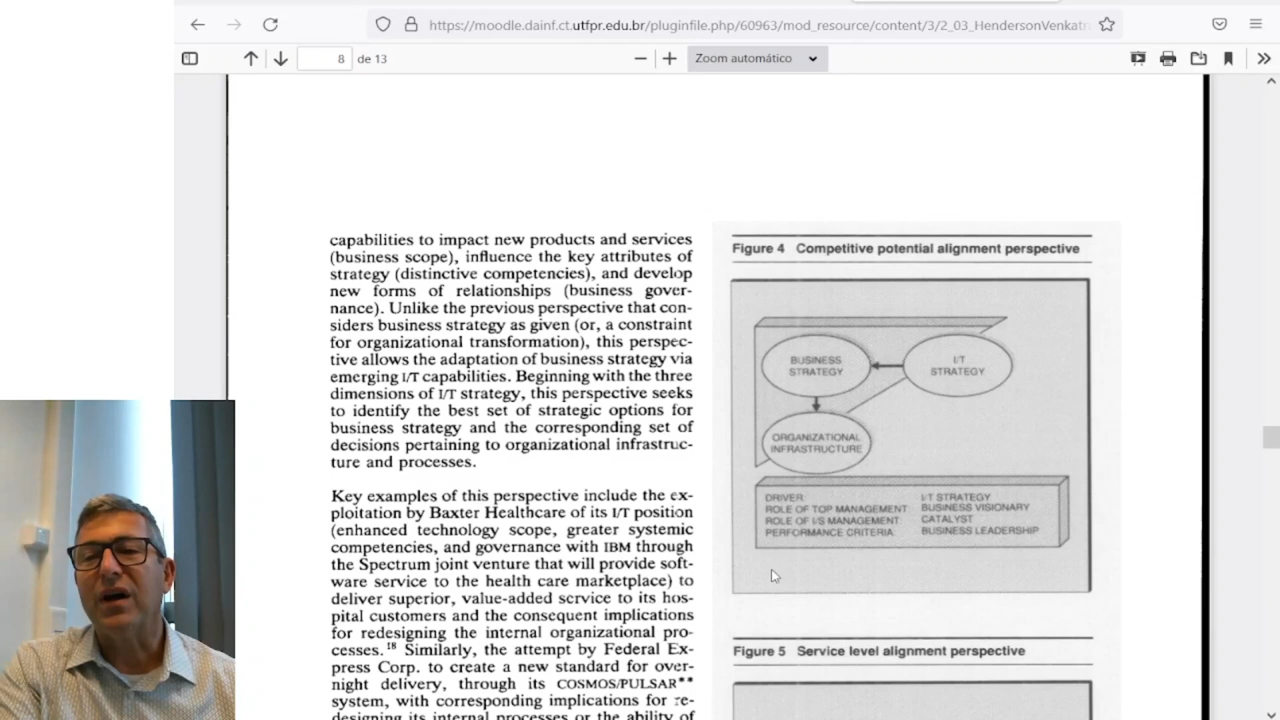 https://moodle.dainf.ct.utfpr.edu.br/pluginfile.php/60963/mod_resource/content/3/2_03_HendersonVenkatr
8 de 13
Zoom automático
capabilities to impact new products and services
(business scope), influence the key attributes of
strategy (distinctive competencies), and develop
new forms of relationships (business gover-
nance). Unlike the previous perspective that con-
siders business strategy as given (or, a constraint
for organizational transformation), this perspec-
tive allows the adaptation of business strategy via
emerging I/T capabilities. Beginning with the three
dimensions of I/T strategy, this perspective seeks
to identify the best set of strategic options for
business strategy and the corresponding set of
decisions pertaining to organizational infrastruc-
ture and processes.
Key examples of this perspective include the ex-
ploitation by Baxter Healthcare of its I/T position
(enhanced technology scope, greater systemic
competencies, and governance with IBM through
the Spectrum joint venture that will provide soft-
ware service to the health care marketplace) to
deliver superior, value-added service to its hos-
pital customers and the consequent implications
for redesigning the internal organizational pro-
cesses.18 Similarly, the attempt by Federal Ex-
press Corp. to create a new standard for over-
night delivery, through its COSMOS/PULSAR**
system, with corresponding implications for re-
designing its internal processes or the ability of
Figure 4 Competitive potential alignment perspective
BUSINESS
STRATEGY
I/T
STRATEGY
ORGANIZATIONAL
INFRASTRUCTURE
DRIVER I/T STRATEGY
ROLE OF TOP MANAGEMENT BUSINESS VISIONARY
ROLE OF I/S MANAGEMENT CATALYST
PERFORMANCE CRITERIA BUSINESS LEADERSHIP
Figure 5 Service level alignment perspective